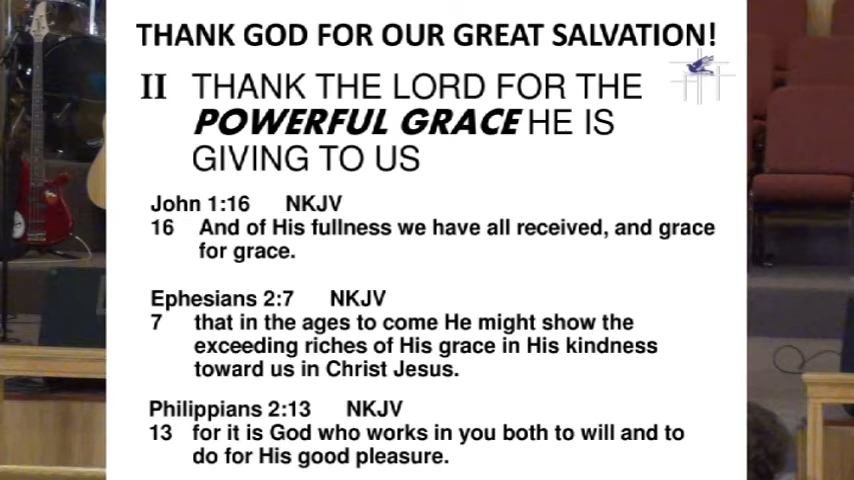 THANK GOD FOR OUR GREAT SALVATION!
II THANK THE LORD FOR THE
POWERFUL GRACE HE IS
GIVING TO US
John 1:16 NKJV
16 And of His fullness we have all received, and grace
for grace.
Ephesians 2:7 NKJV
7 that in the ages to come He might show the
exceeding riches of His grace in His kindness
toward us in Christ Jesus.
Philippians 2:13 NKJV
13 for it is God who works in you both to will and to
do for His good pleasure.